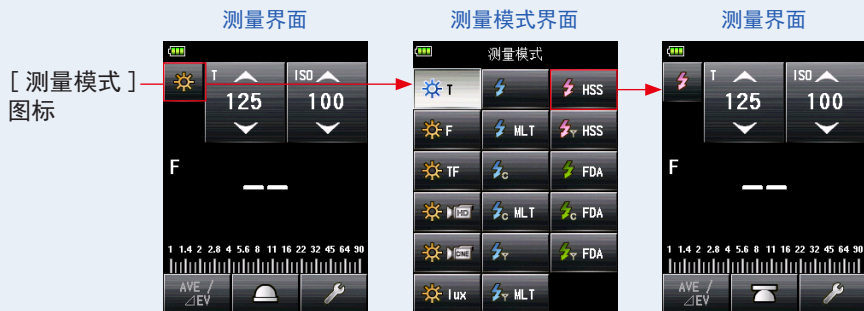 测量界面
测量模式界面
测量界面
[ 测量模式 ]
图标
T
125
ISO
100
F
1 1.4 2 2.8 4 5.6 8 11 16 22 32 45 64 90
AVE /
⊿EV
测量模式
T
HSS
F
MLT
HSS
TF
C
FDA
HD
C MLT
C FDA
CINE
FDA
lux
MLT
T
125
ISO
100
F
1 1.4 2 2.8 4 5.6 8 11 16 22 32 45 64 90
AVE /
⊿EV